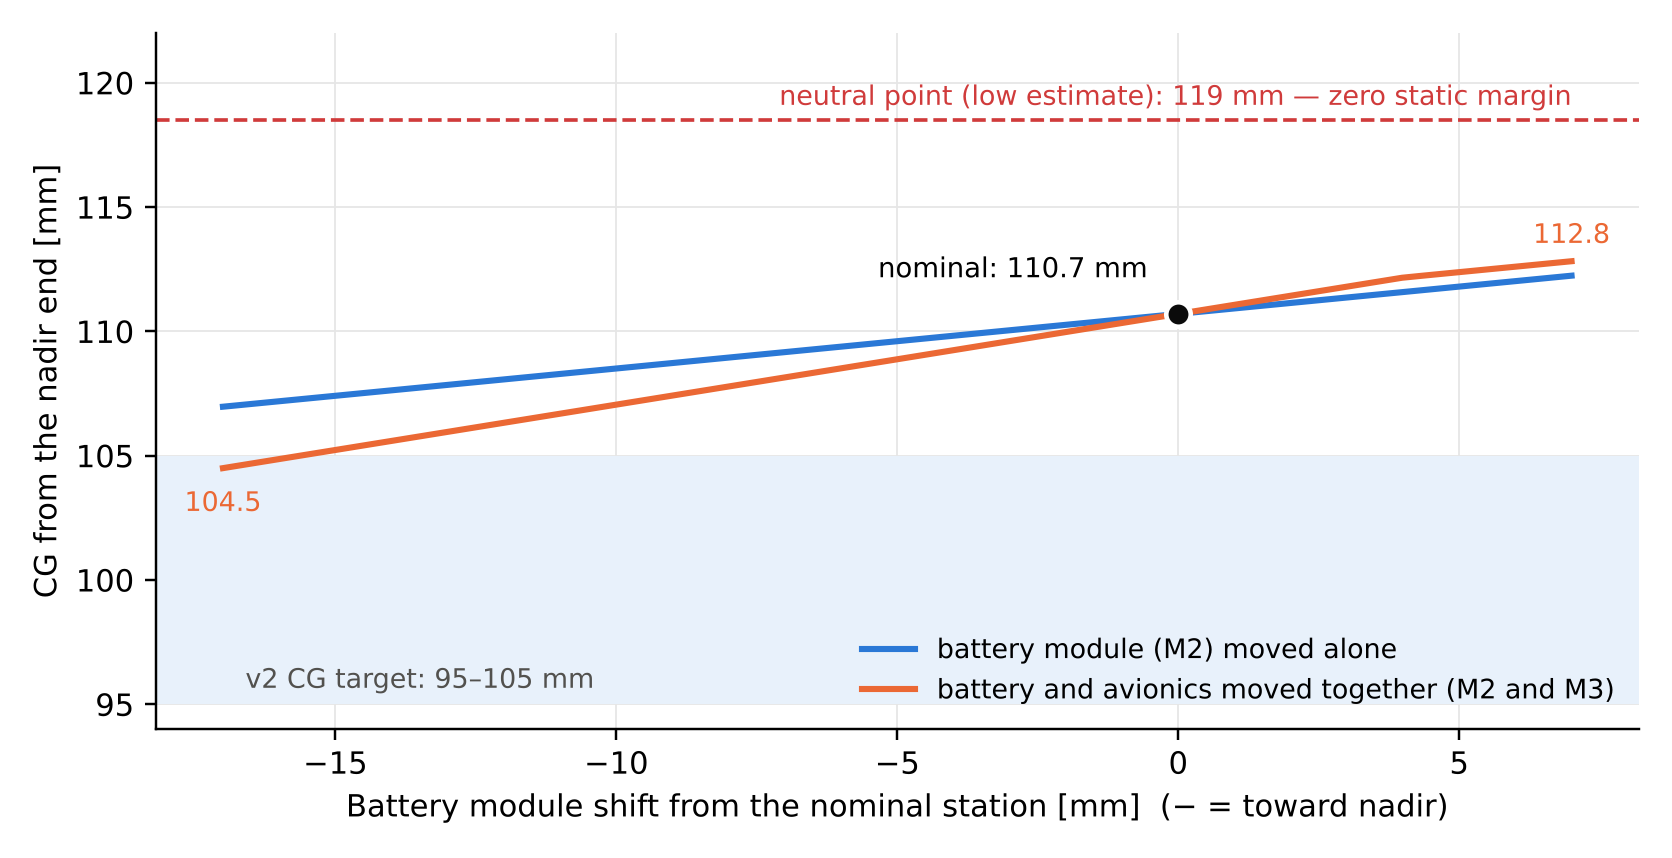 120
neutral point (low estimate): 119 mm — zero static margin
115
112.8
nominal: 110.7 mm
110
105
104.5
100
95
CG from the nadir end [mm]
battery module (M2) moved alone
v2 CG target: 95–105 mm
battery and avionics moved together (M2 and M3)
−15
−10
−5
0
5
Battery module shift from the nominal station [mm]  (− = toward nadir)